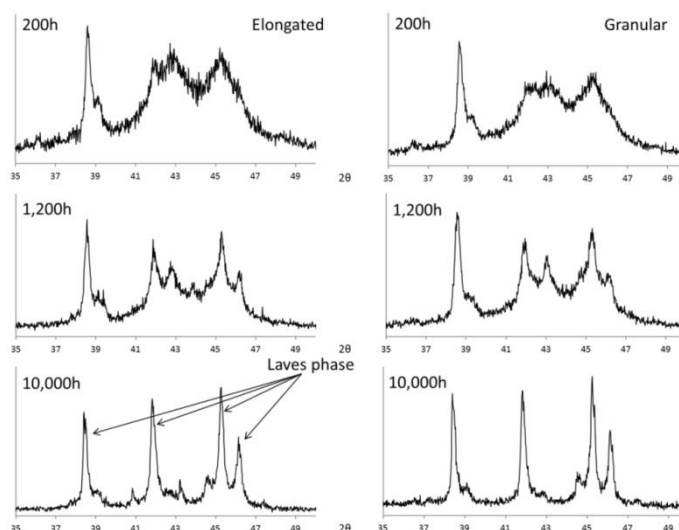 200h Elongated
35 37 39 41 43 45 47 49 2θ
200h Granular
35 37 39 41 43 45 47 49
1,200h
35 37 39 41 43 45 47 49 2θ
1,200h
35 37 39 41 43 45 47 49
Laves phase
10,000h
35 37 39 41 43 45 47 49 2θ
10,000h
35 37 39 41 43 45 47 49